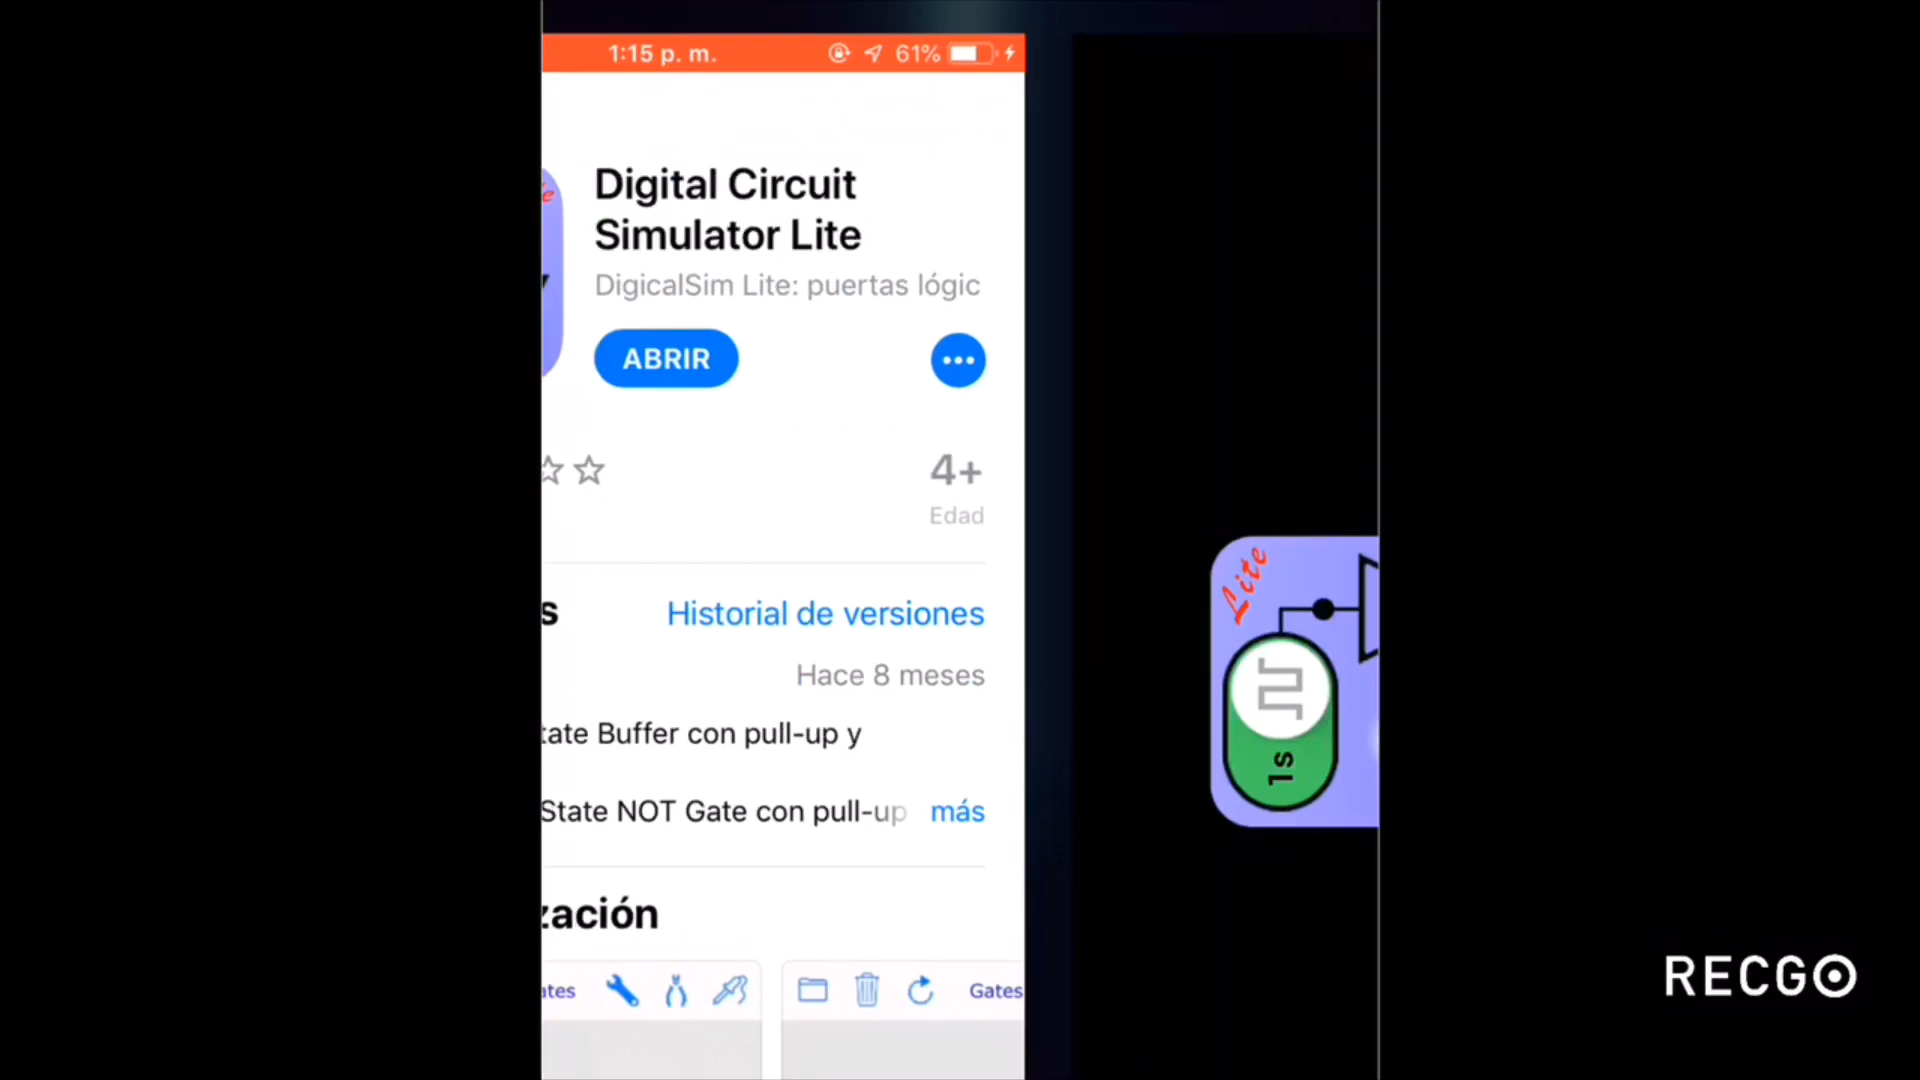 1:15 p. m.
61%
Digital Circuit
Simulator Lite
DigicalSim Lite: puertas lógic
ABRIR
4+
Edad
s
Historial de versiones
Hace 8 meses
tate Buffer con pull-up y
State NOT Gate con pull-up
más
zación
ates
Gates
Lite
1s
RECGO